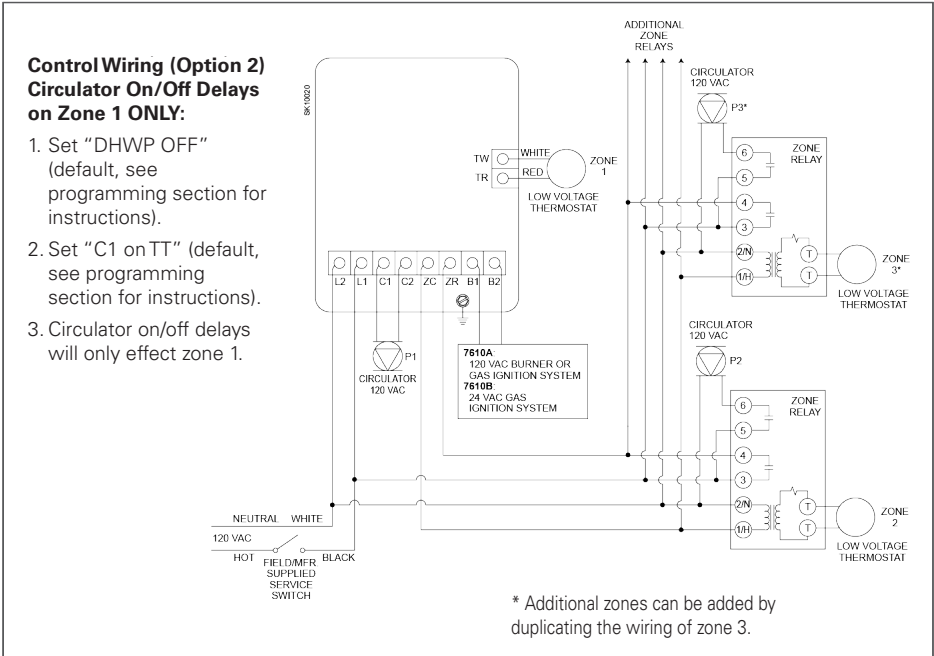 Control Wiring (Option 2)
Circulator On/Off Delays
on Zone 1 ONLY:
1. Set “DHWP OFF”
(default, see
programming section for
instructions).
2. Set “C1 on TT” (default,
see programming
section for instructions).
3. Circulator on/off delays
will only effect zone 1.
SK10020
TW
TR
WHITE
RED
ZONE
1
LOW VOLTAGE
THERMOSTAT
L2 L1 C1 C2 ZC ZR B1 B2
P1
CIRCULATOR
120 VAC
7610A:
120 VAC BURNER OR
GAS IGNITION SYSTEM
7610B:
24 VAC GAS
IGNITION SYSTEM
NEUTRAL WHITE
120 VAC
HOT
BLACK
FIELD/MFR.
SUPPLIED
SERVICE
SWITCH
ADDITIONAL
ZONE
RELAYS
CIRCULATOR
120 VAC
P3*
ZONE
RELAY
6
5
4
3
2/N
1/H
T
T
ZONE
3*
LOW VOLTAGE
THERMOSTAT
CIRCULATOR
120 VAC
P2
ZONE
RELAY
6
5
4
3
2/N
1/H
T
T
ZONE
2
LOW VOLTAGE
THERMOSTAT
* Additional zones can be added by
duplicating the wiring of zone 3.